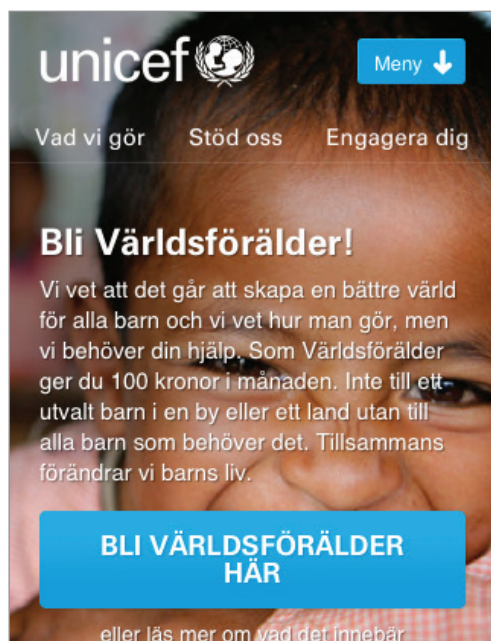 unicef
Meny
Vad vi gör Stöd oss Engagera dig
Bli Världsförälder!
Vi vet att det går att skapa en bättre värld
för alla barn och vi vet hur man gör, men
vi behöver din hjälp. Som Världsförälder
ger du 100 kronor i månaden. Inte till ett
utvalt barn i en by eller ett land utan till
alla barn som behöver det. Tillsammans
förändrar vi barns liv.
BLI VÄRLDSFÖRÄLDER
HÄR
eller läs mer om vad det innebär